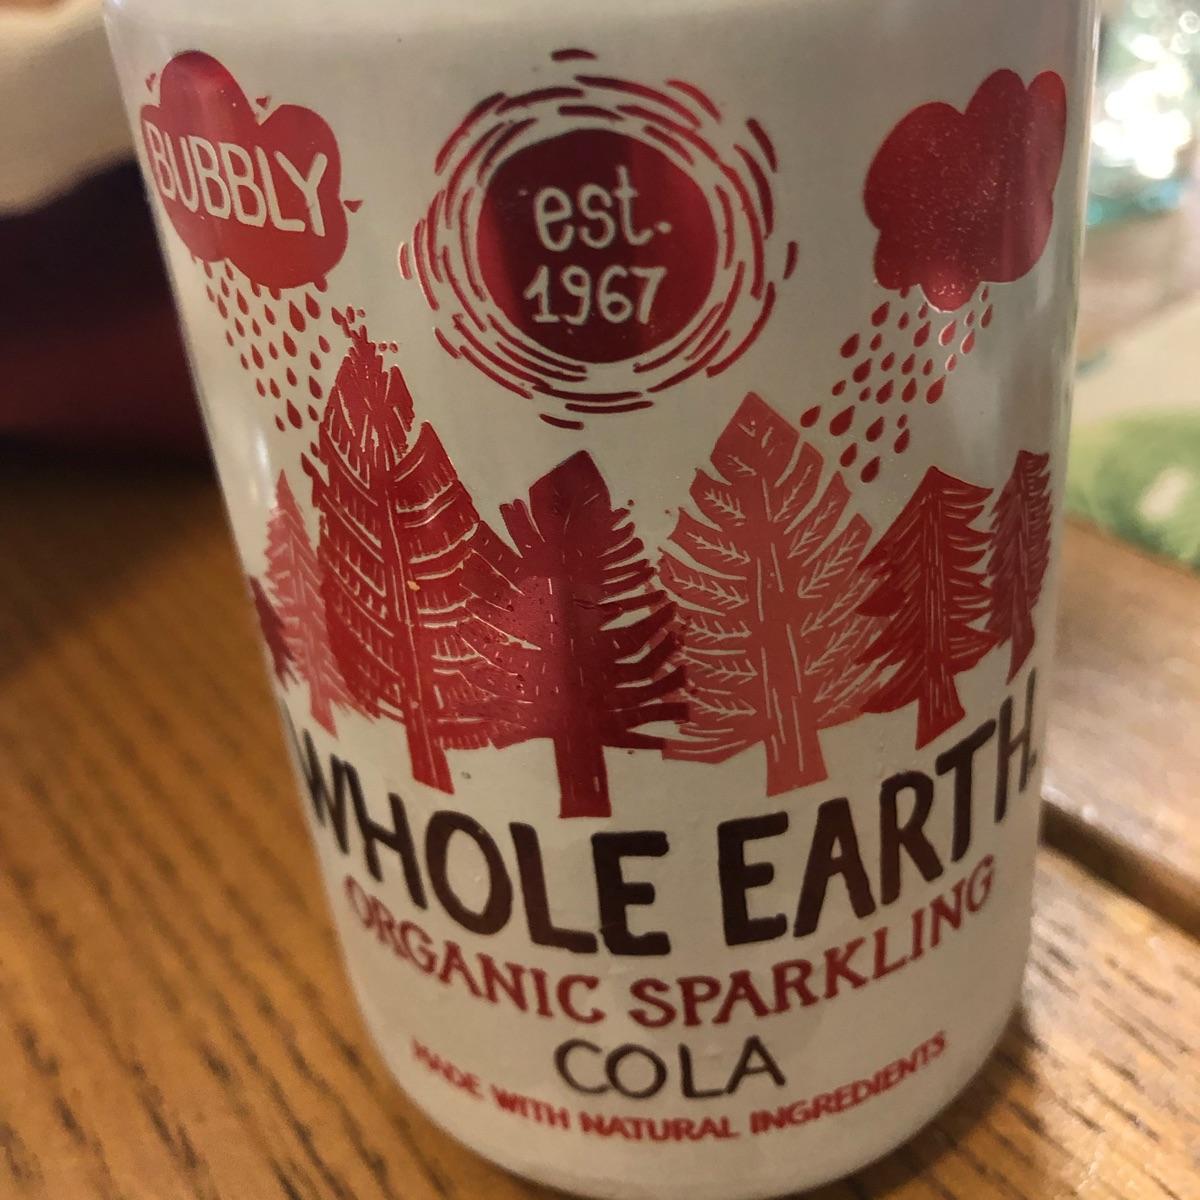 BUBBLY
est.
1967
WHOLE EARTH.
ORGANIC SPARKLING
COLA
MADE WITH NATURAL INGREDIENTS